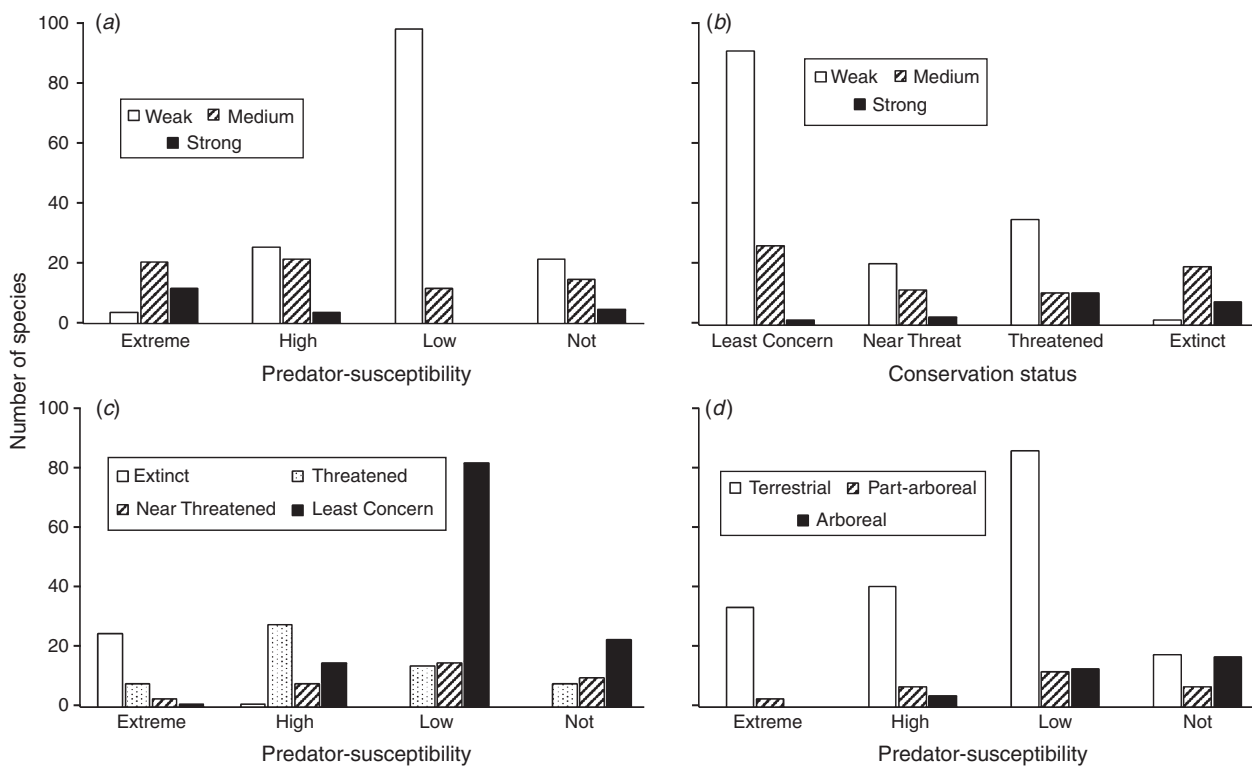 Number of species
(a)
100
80
60
40
20
0
Weak Medium
Strong
Extreme High Low Not
Predator-susceptibility
(b)
Weak Medium
Strong
Least Concern Near Threat Threatened Extinct
Conservation status
(c)
100
80
60
40
20
0
Extinct Threatened
Near Threatened Least Concern
Extreme High Low Not
Predator-susceptibility
(d)
Terrestrial Part-arboreal
Arboreal
Extreme High Low Not
Predator-susceptibility